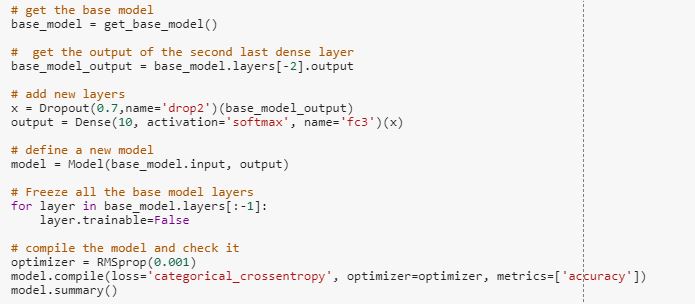 # get the base model
base_model = get_base_model()
#  get the output of the second last dense layer
base_model_output = base_model.layers[-2].output
# add new layers
x = Dropout(0.7,name='drop2')(base_model_output)
output = Dense(10, activation='softmax', name='fc3')(x)
# define a new model
model = Model(base_model.input, output)
# Freeze all the base model layers
for layer in base_model.layers[:-1]:
    layer.trainable=False
# compile the model and check it
optimizer = RMSprop(0.001)
model.compile(loss='categorical_crossentropy', optimizer=optimizer, metrics=['accuracy'])
model.summary()